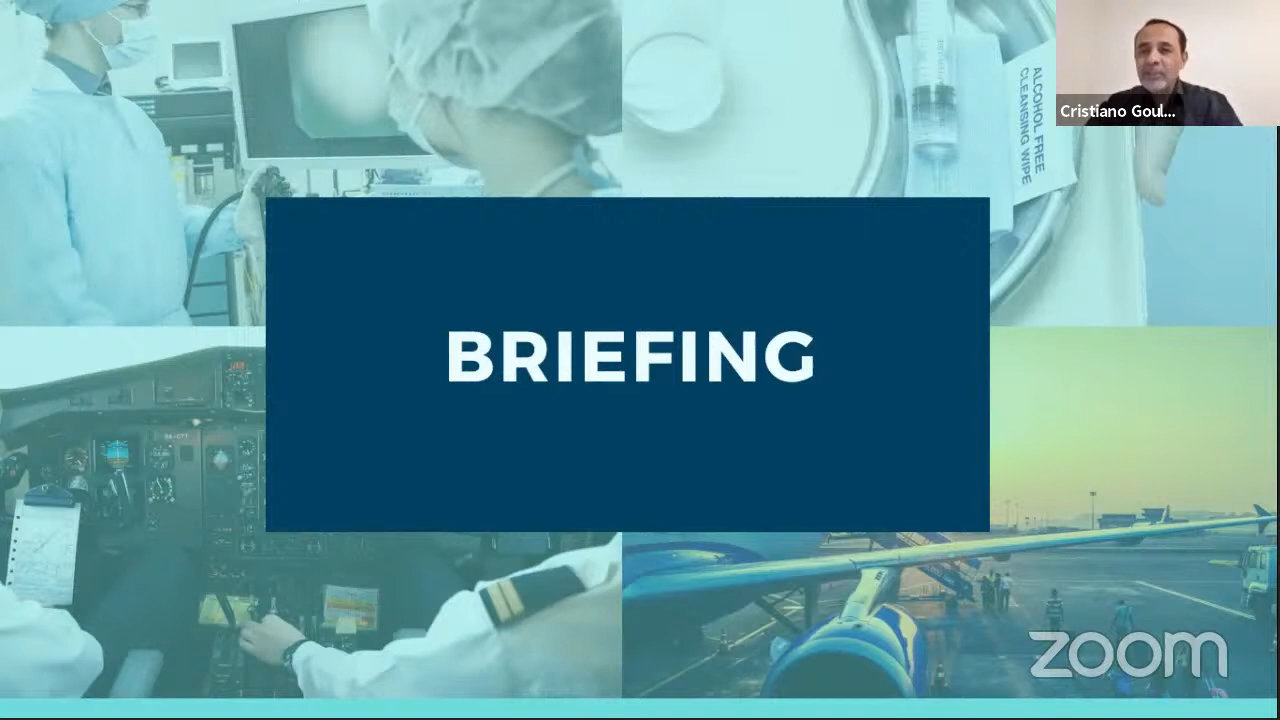 Cristiano Goul...
ALCOHOL FREE
CLEANSING WIPE
BRIEFING
zoom